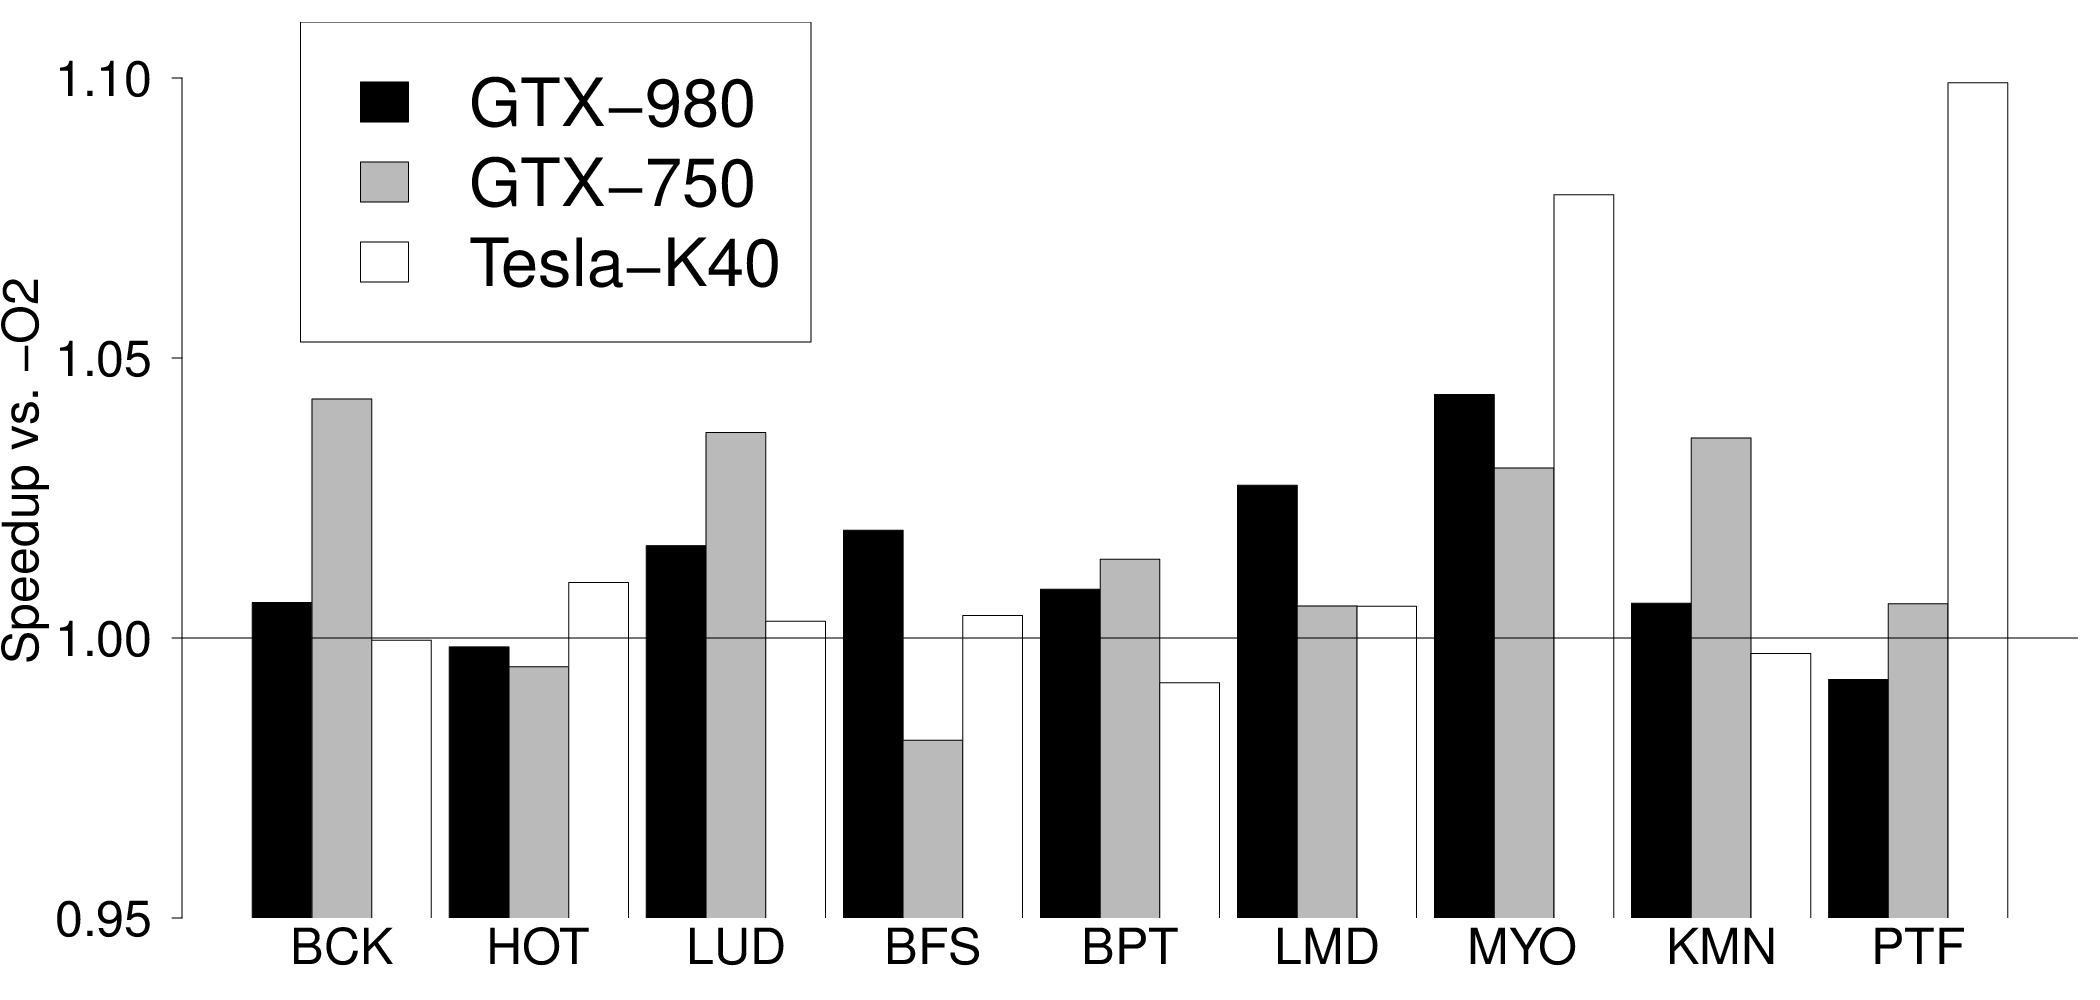 GTX−980
GTX−750
Tesla−K40
Speedup vs. −O2
1.10
1.05
1.00
0.95
BCK HOT LUD BFS BPT LMD MYO KMN PTF